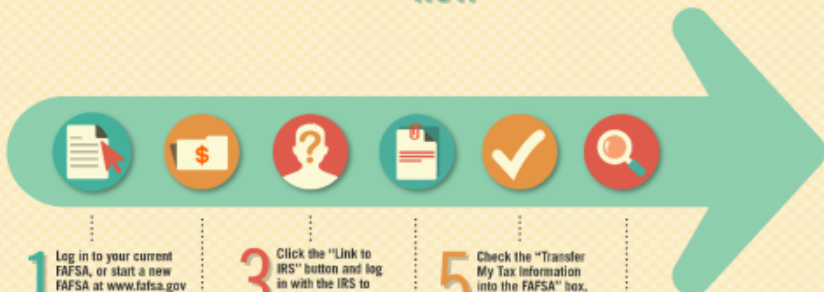 1
Log in to your current
FAFSA, or start a new
FAFSA at www.fafsa.gov
3
Click the "Link to
IRS" button and log
in with the IRS to
5
Check the "Transfer
My Tax Information
into the FAFSA" box.